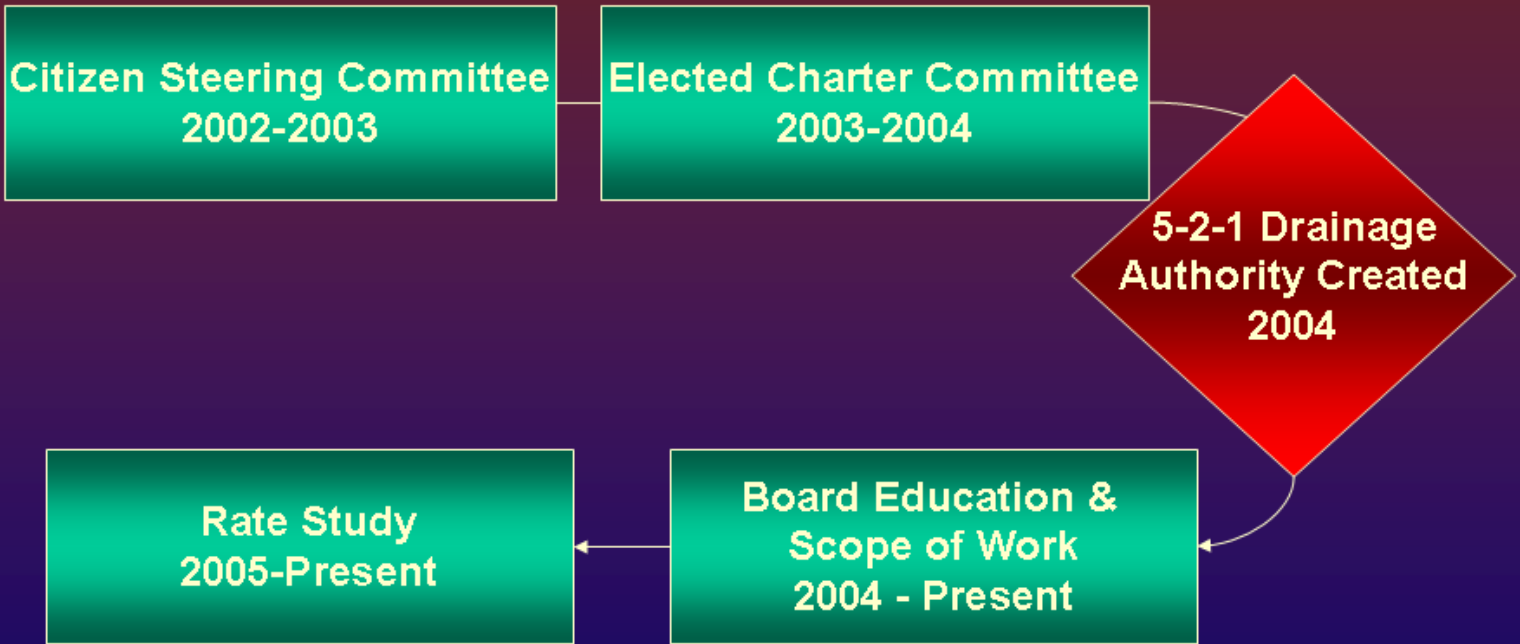 Citizen Steering Committee
2002-2003
Elected Charter Committee
2003-2004
5-2-1 Drainage
Authority Created
2004
Board Education &
Scope of Work
2004 - Present
Rate Study
2005-Present